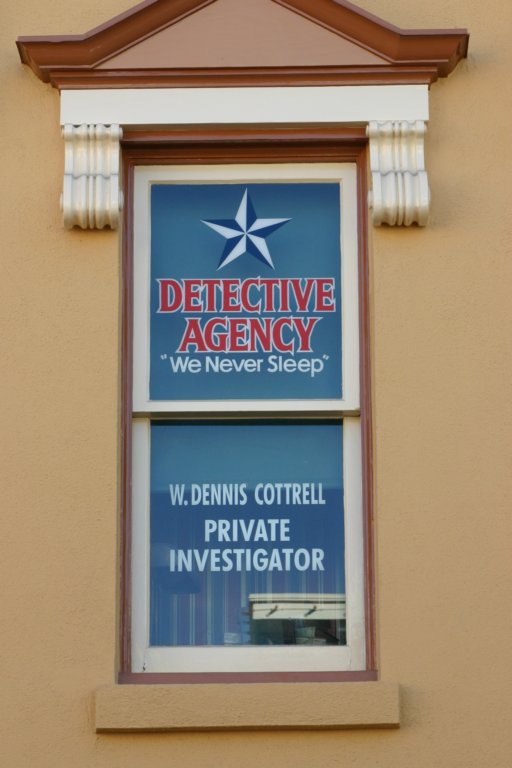 DETECTIVE
AGENCY
"We Never Sleep"
W. DENNIS COTTRELL
PRIVATE
INVESTIGATOR